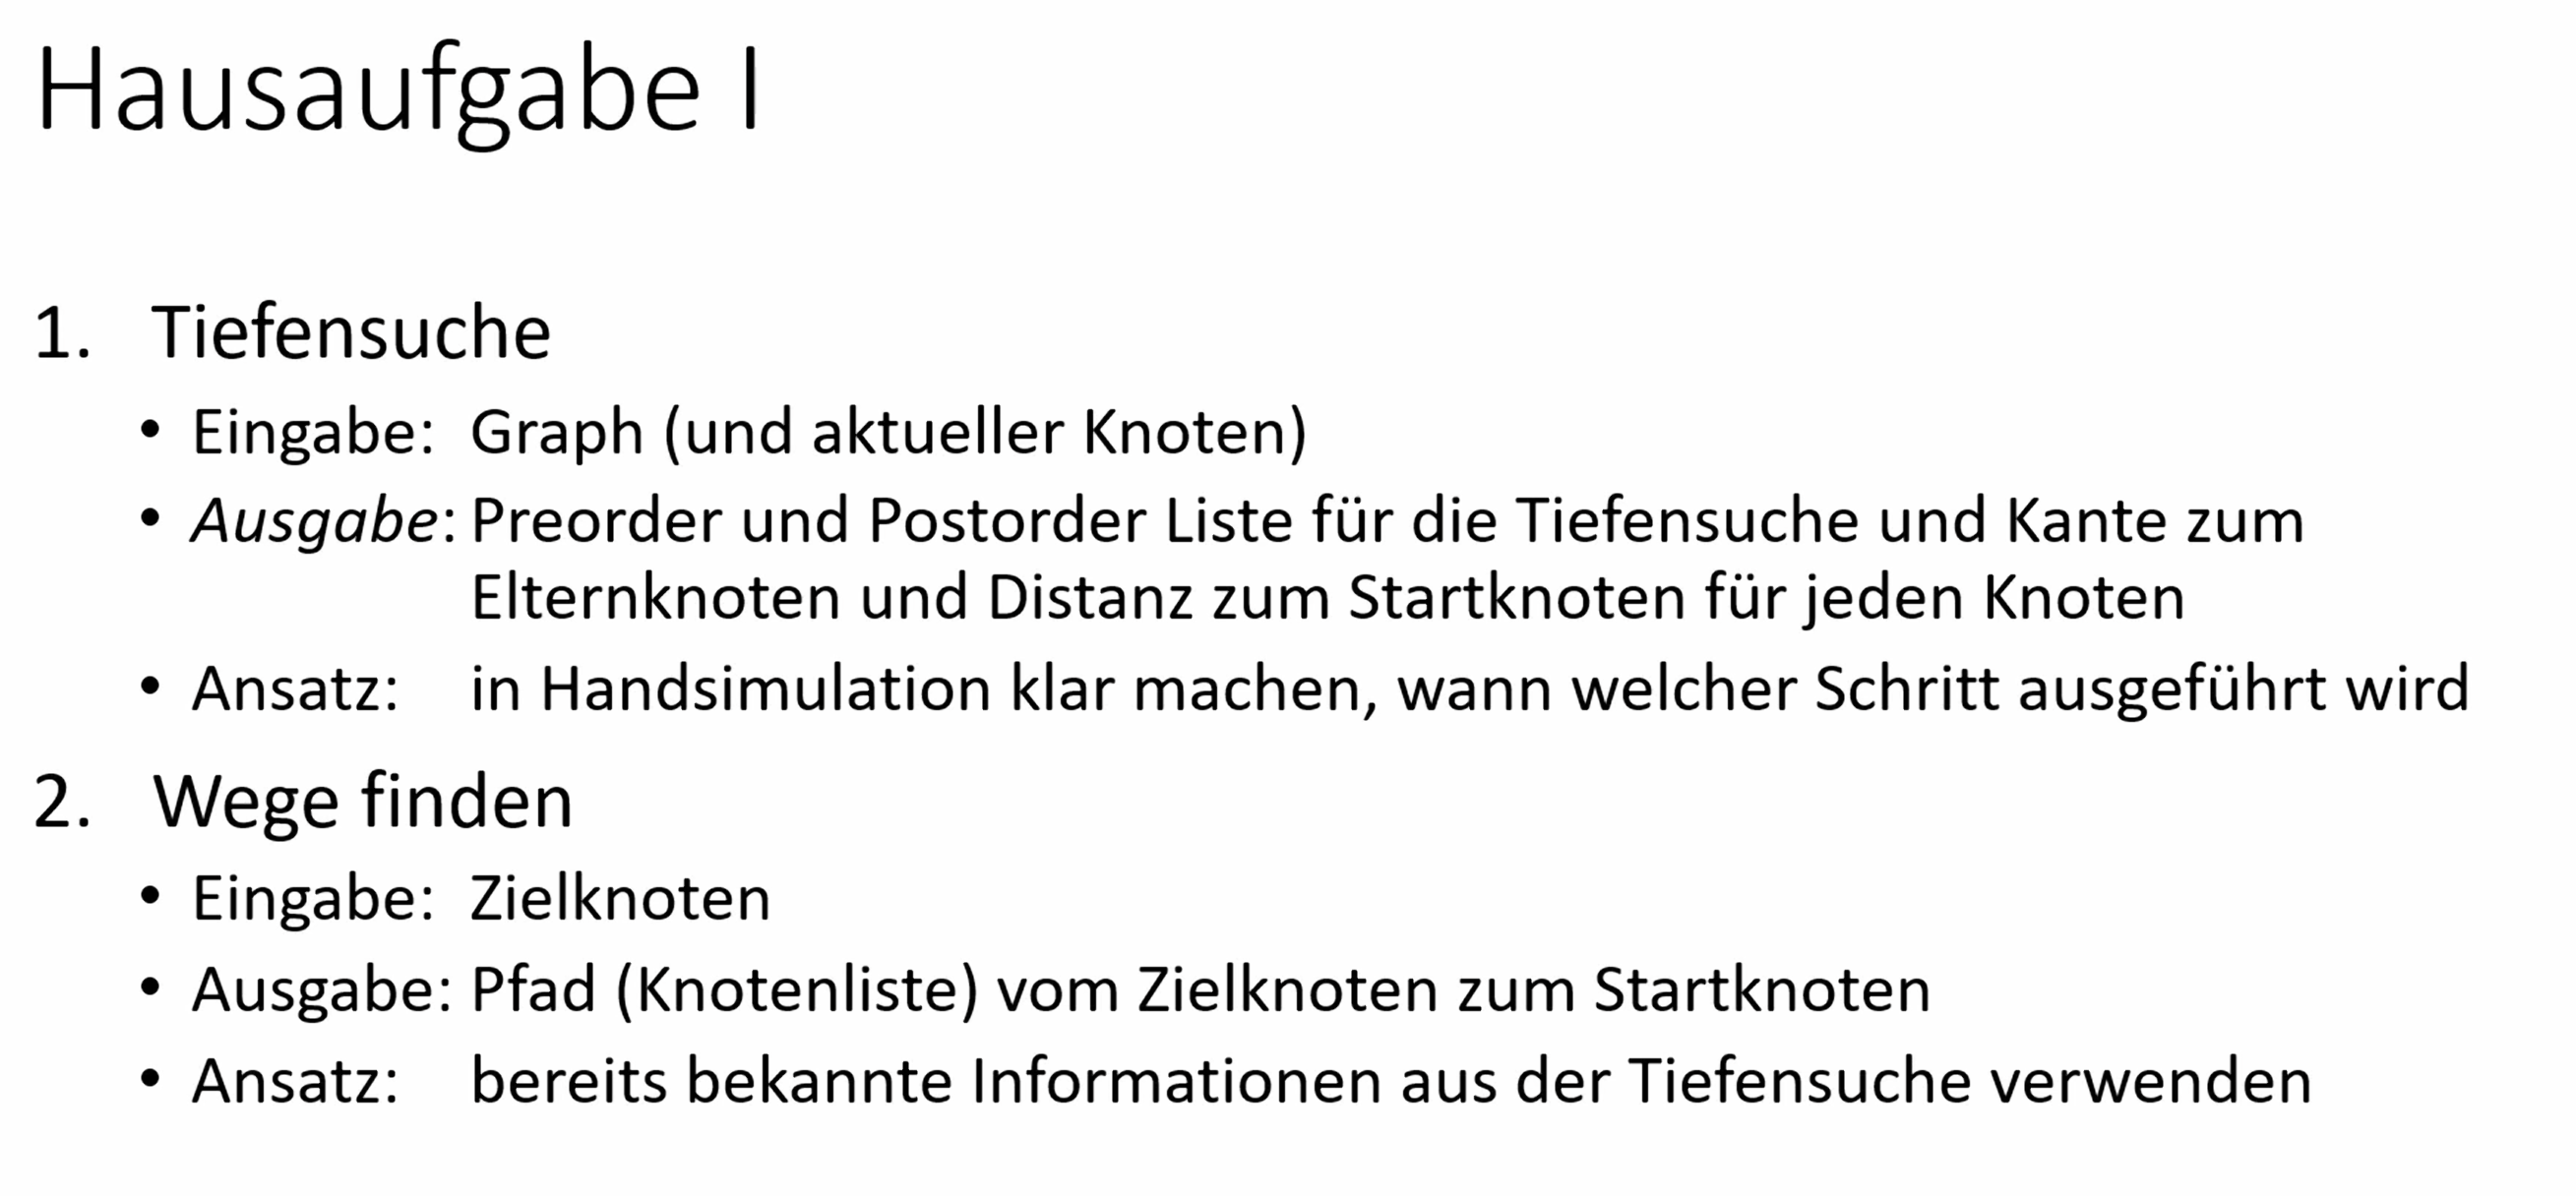 Hausaufgabe I
1. Tiefensuche
• Eingabe: Graph (und aktueller Knoten)
• Ausgabe: Preorder und Postorder Liste für die Tiefensuche und Kante zum
Elternknoten und Distanz zum Startknoten für jeden Knoten
• Ansatz: in Handsimulation klar machen, wann welcher Schritt ausgeführt wird
2. Wege finden
• Eingabe: Zielknoten
• Ausgabe: Pfad (Knotenliste) vom Zielknoten zum Startknoten
• Ansatz: bereits bekannte Informationen aus der Tiefensuche verwenden